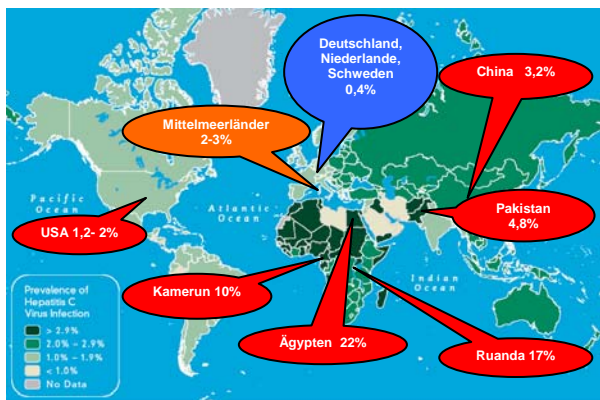 Deutschland,
Niederlande,
Schweden
0,4%
China 3,2%
Mittelmeerländer
2-3%
Pacific
Ocean
Atlantic
Ocean
Pakistan
4,8%
USA 1,2- 2%
Indian
Ocean
Kamerun 10%
Ägypten 22%
Ruanda 17%
Prevalence of
Hepatitis C
Virus Infection
> 2.9%
2.0% – 2.9%
1.0% – 1.9%
< 1.0%
No Data